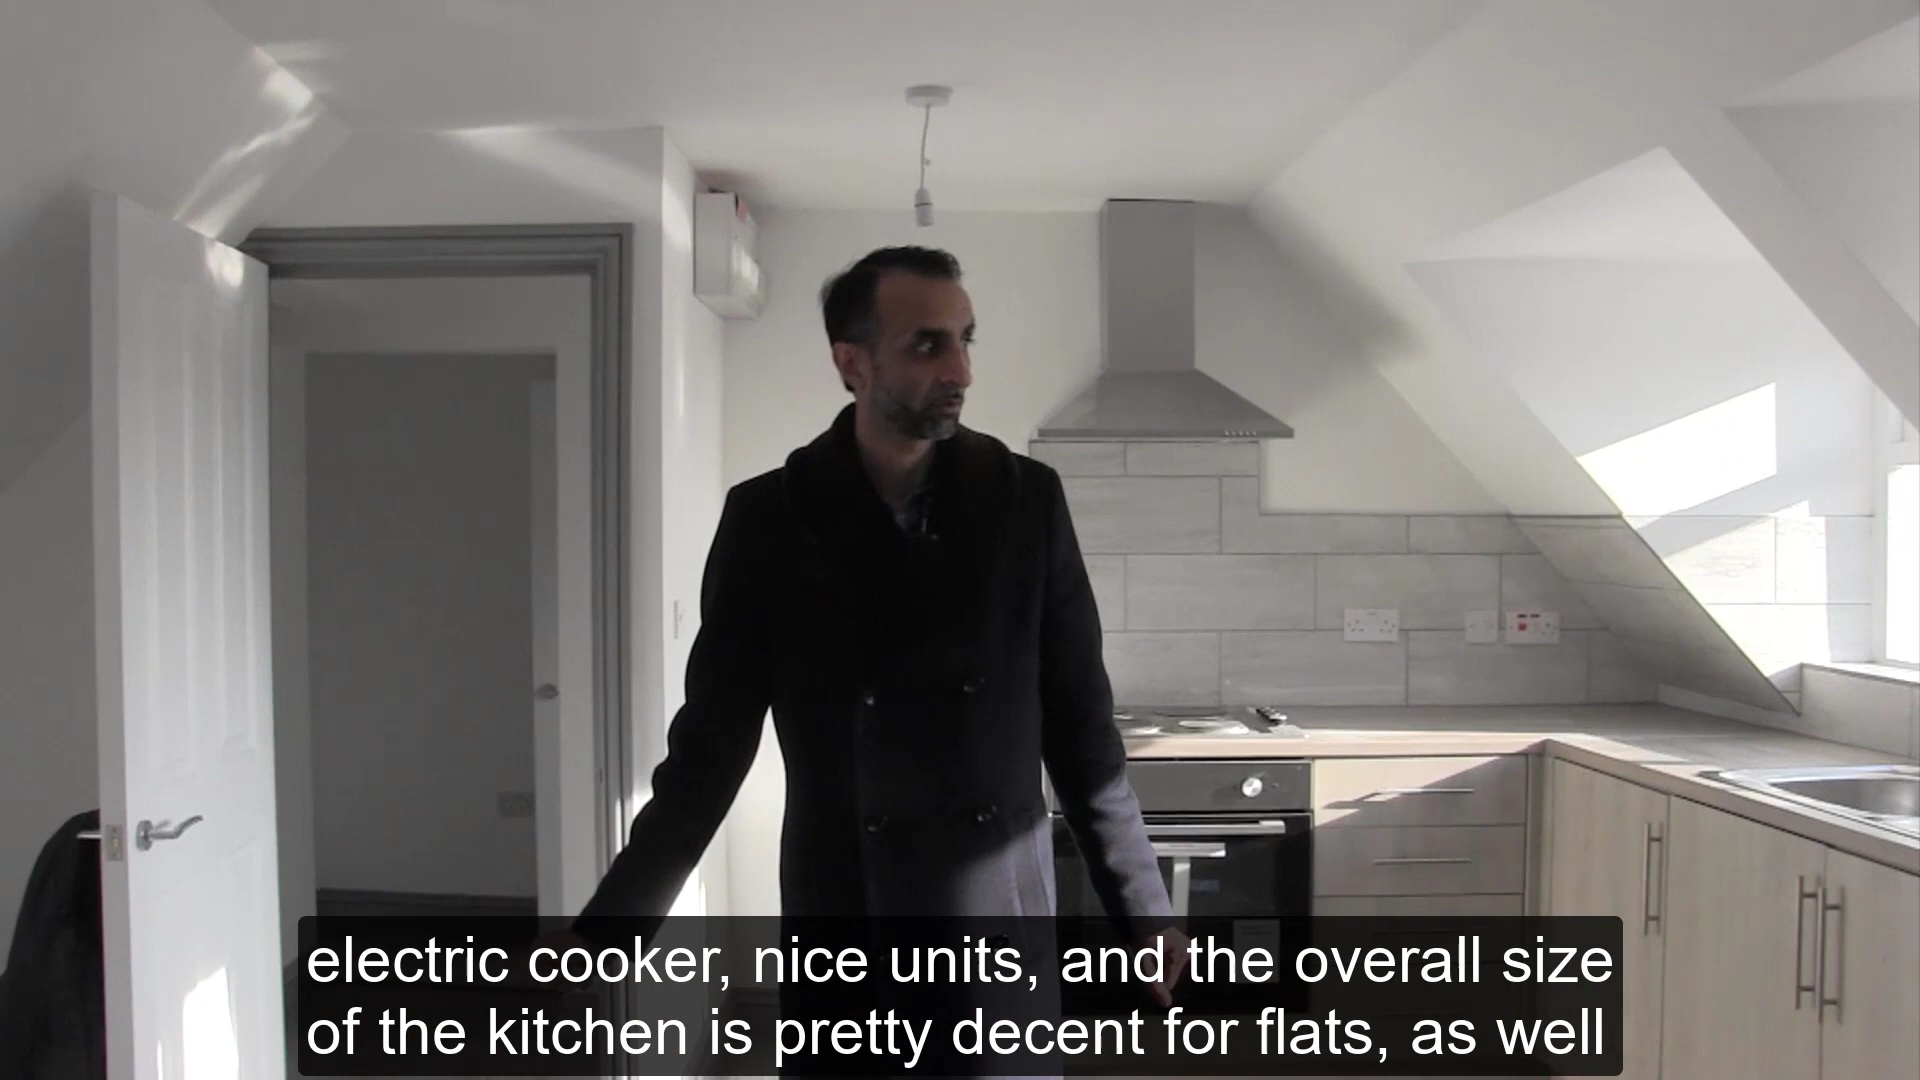 electric cooker, nice units, and the overall size
of the kitchen is pretty decent for flats, as well